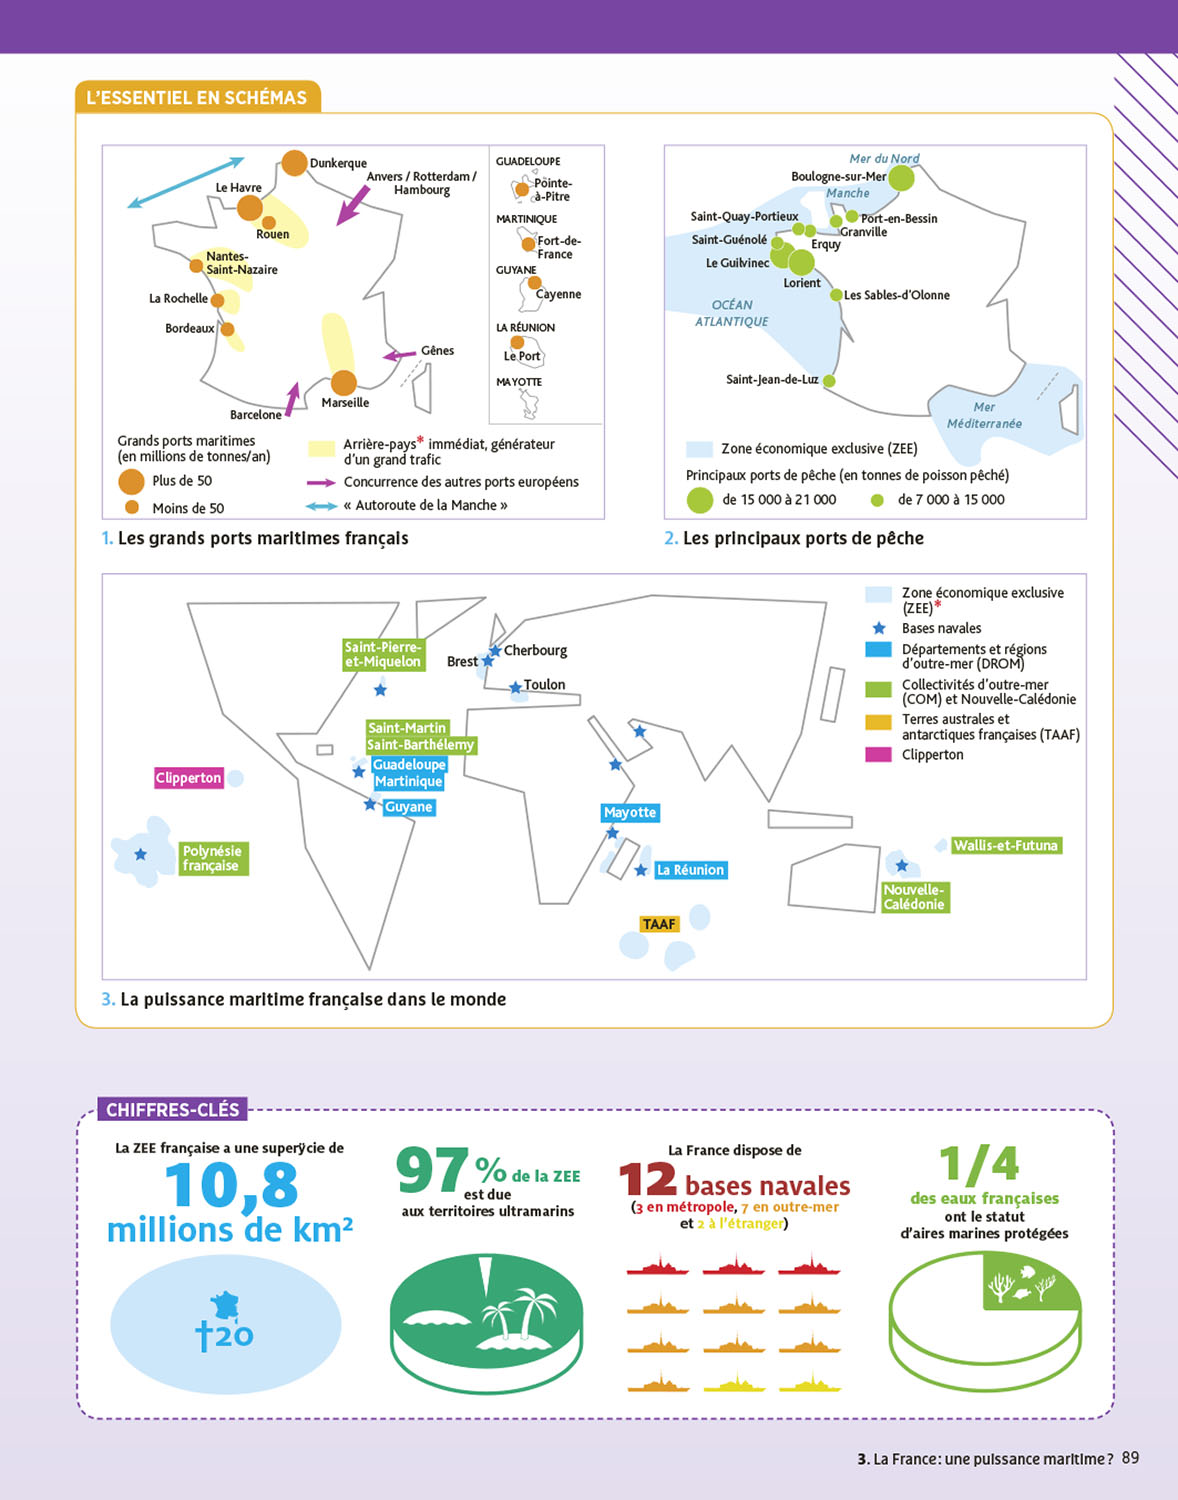 L'ESSENTIEL EN SCHÉMAS
Dunkerque
Anvers / Rotterdam /
Hambourg
Le Havre
Rouen
Nantes-
Saint-Nazaire
La Rochelle
Bordeaux
Gênes
Marseille
Barcelone
GUADELOUPE
Pointe-
à-Pitre
MARTINIQUE
Fort-de-
France
GUYANE
Cayenne
LA RÉUNION
Le Port
MAYOTTE
Grands ports maritimes
(en millions de tonnes/an)
Plus de 50
Moins de 50
Arrière-pays* immédiat, générateur
d'un grand trafic
Concurrence des autres ports européens
« Autoroute de la Manche »
1. Les grands ports maritimes français
Mer du Nord
Boulogne-sur-Mer
Manche
Saint-Quay-Portieux
Port-en-Bessin
Granville
Saint-Guénolé
Erquy
Le Guilvinec
Lorient
Les Sables-d'Olonne
OCÉAN
ATLANTIQUE
Saint-Jean-de-Luz
Mer
Méditerranée
Zone économique exclusive (ZEE)
Principaux ports de pêche (en tonnes de poisson pêché)
de 15 000 à 21 000
de 7 000 à 15 000
2. Les principaux ports de pêche
Saint-Pierre-
et-Miquelon
Cherbourg
Brest
Toulon
Saint-Martin
Saint-Barthélemy
Guadeloupe
Martinique
Guyane
Clipperton
Polynésie
française
Mayotte
La Réunion
TAAF
Wallis-et-Futuna
Nouvelle-
Calédonie
Zone économique exclusive
(ZEE)*
Bases navales
Départements et régions
d'outre-mer (DROM)
Collectivités d'outre-mer
(COM) et Nouvelle-Calédonie
Terres australes et
antarctiques françaises (TAAF)
Clipperton
3. La puissance maritime française dans le monde
CHIFFRES-CLÉS
La ZEE française a une superÿcie de
10,8
millions de km²
†20
97 % de la ZEE
est due
aux territoires ultramarins
La France dispose de
12 bases navales
(3 en métropole, 7 en outre-mer
et 2 à l'étranger)
1/4
des eaux françaises
ont le statut
d'aires marines protégées
3. La France : une puissance maritime ? 89